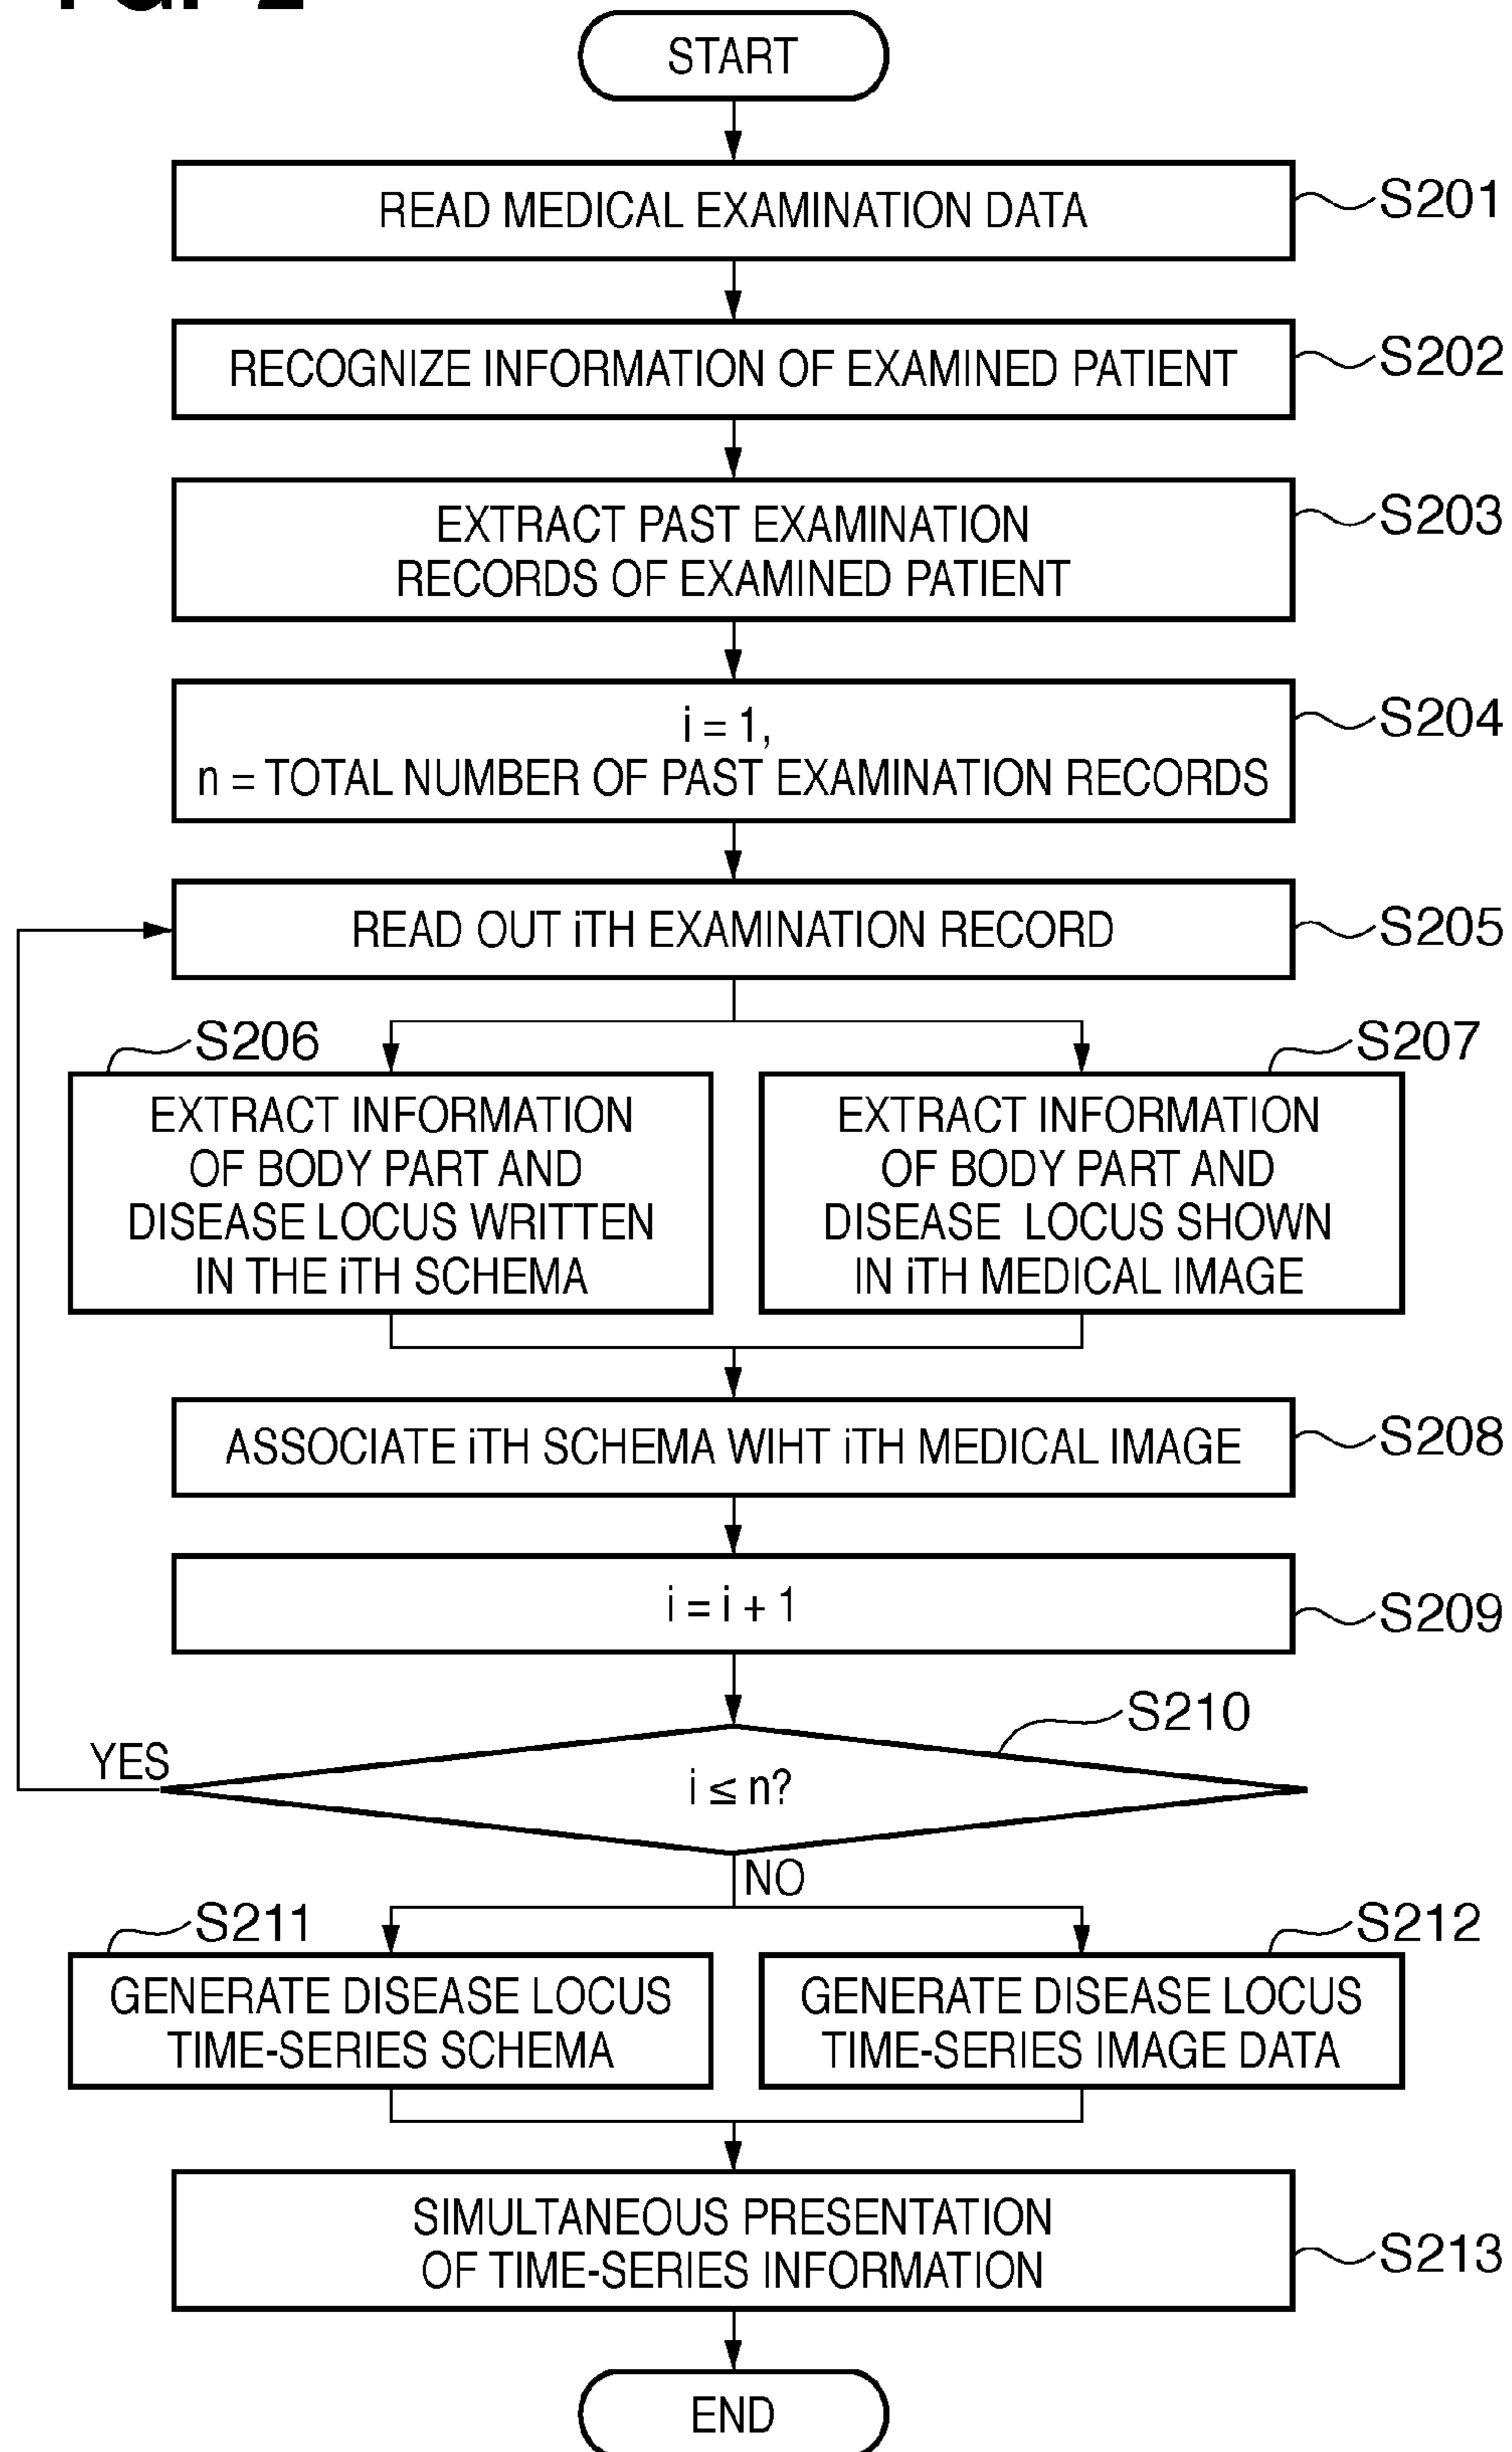 START
READ MEDICAL EXAMINATION DATA
S201
RECOGNIZE INFORMATION OF EXAMINED PATIENT
S202
EXTRACT PAST EXAMINATION
RECORDS OF EXAMINED PATIENT
S203
i = 1,
n = TOTAL NUMBER OF PAST EXAMINATION RECORDS
S204
READ OUT iTH EXAMINATION RECORD
S205
S206
EXTRACT INFORMATION
OF BODY PART AND
DISEASE LOCUS WRITTEN
IN THE iTH SCHEMA
S207
EXTRACT INFORMATION
OF BODY PART AND
DISEASE LOCUS SHOWN
IN iTH MEDICAL IMAGE
ASSOCIATE iTH SCHEMA WIHT iTH MEDICAL IMAGE
S208
i = i + 1
S209
S210
YES
i ≤ n?
NO
S211
GENERATE DISEASE LOCUS
TIME-SERIES SCHEMA
S212
GENERATE DISEASE LOCUS
TIME-SERIES IMAGE DATA
SIMULTANEOUS PRESENTATION
OF TIME-SERIES INFORMATION
S213
END